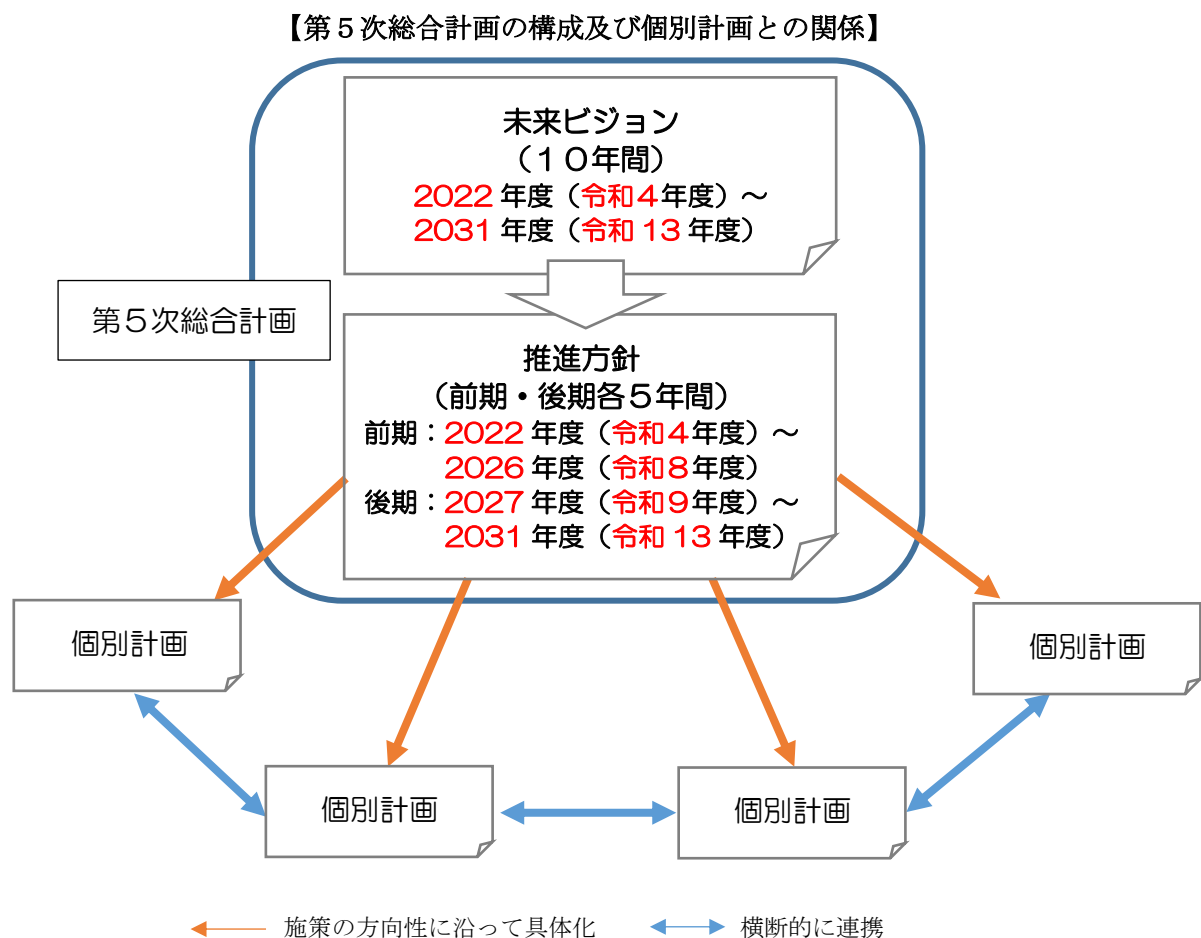 【第５次総合計画の構成及び個別計画との関係】
未来ビジョン
（１０年間）
2022 年度（令和４年度）～
2031 年度（令和 13 年度）
第５次総合計画
推進方針
（前期・後期各５年間）
前期：2022 年度（令和４年度）～
2026 年度（令和８年度）
後期：2027 年度（令和９年度）～
2031 年度（令和 13 年度）
個別計画
個別計画
個別計画
個別計画
施策の方向性に沿って具体化
横断的に連携